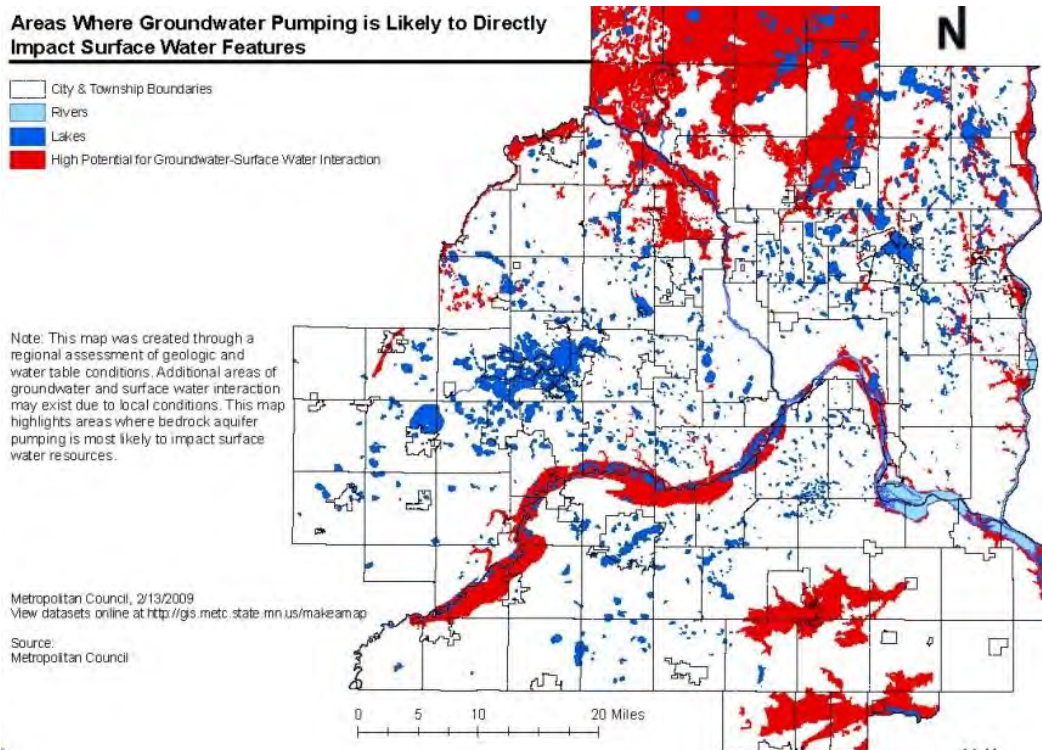 Areas Where Groundwater Pumping is Likely to Directly
Impact Surface Water Features
N
City & Township Boundaries
Rivers
Lakes
High Potential for Groundwater-Surface Water Interaction
Note: This map was created through a
regional assessment of geologic and
water table conditions. Additional areas of
groundwater and surface water interaction
may exist due to local conditions. This map
highlights areas where bedrock aquifer
pumping is most likely to impact surface
water resources.
Metropolitan Council, 2/13/2009
View datasets online at http://gis.metc.state.mn.us/makeamap
Source:
Metropolitan Council
0 5 10 20 Miles